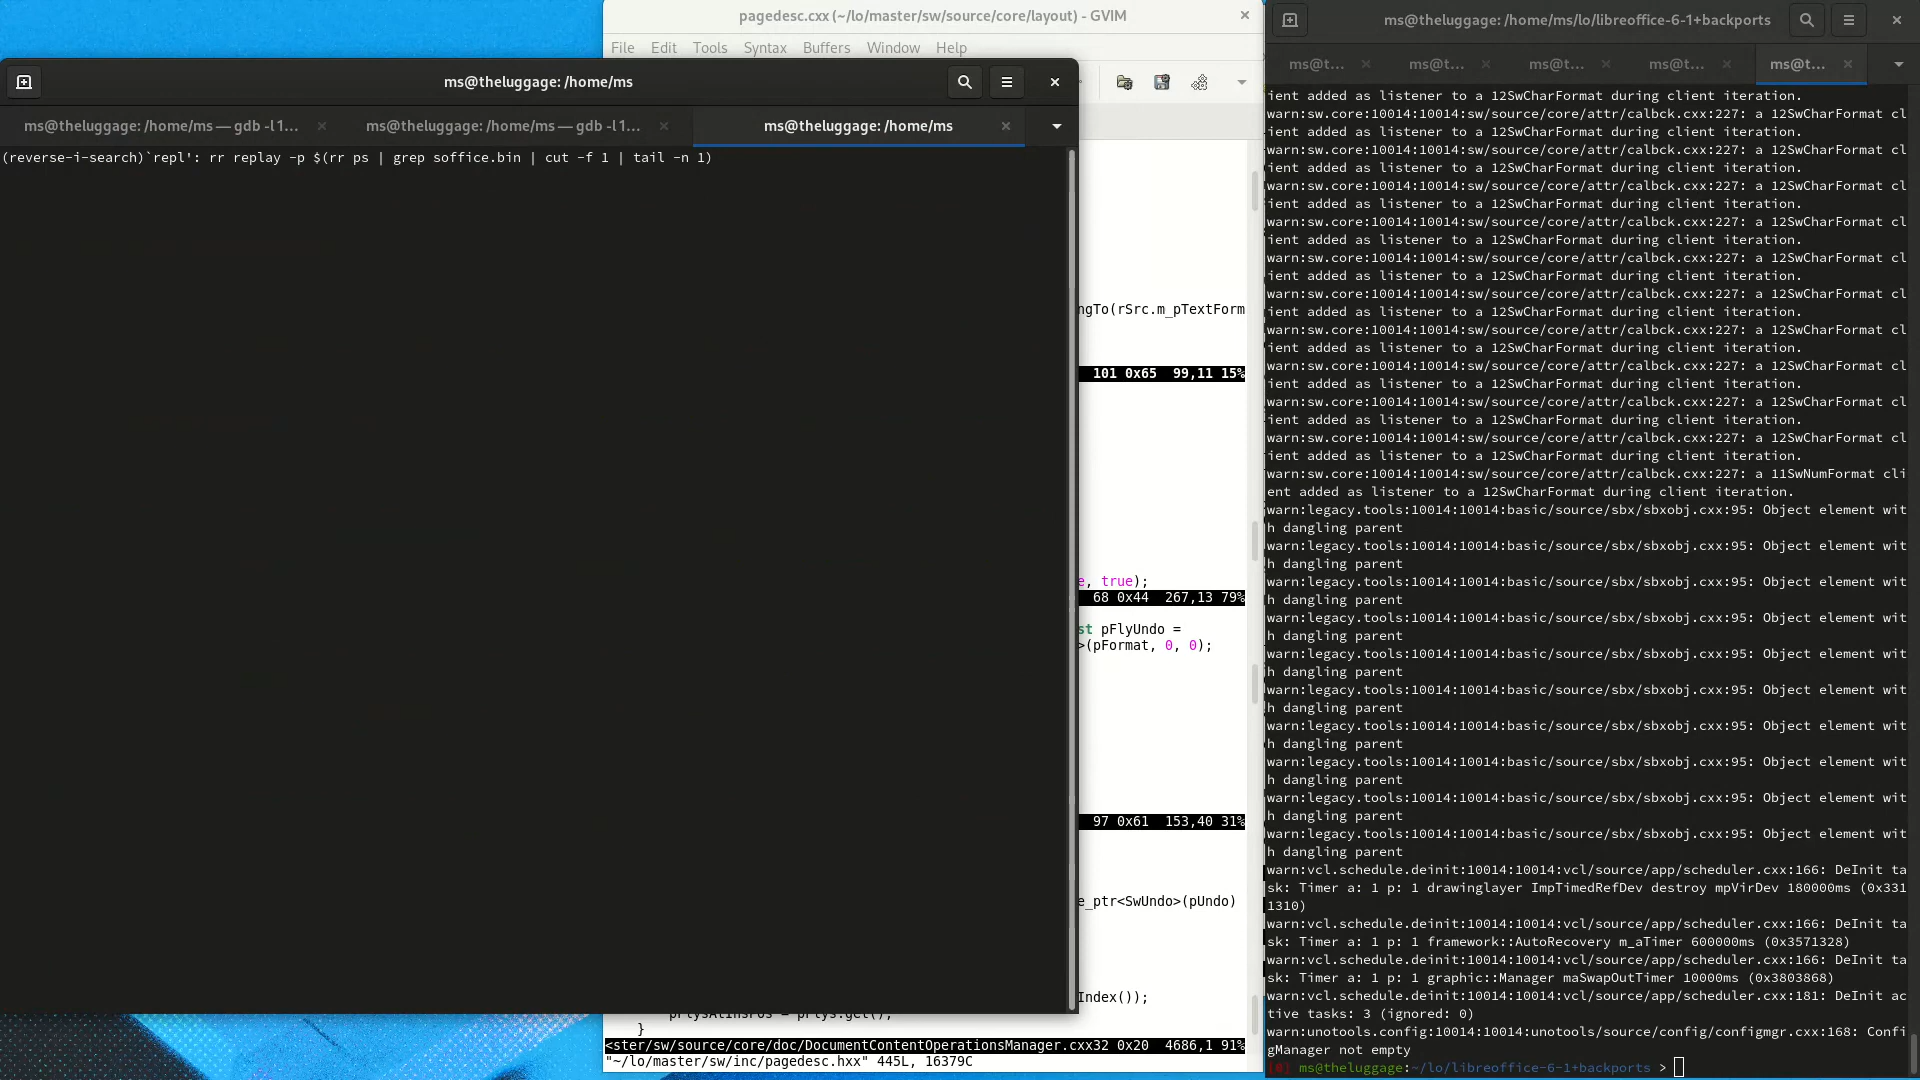 pagedesc.cxx (~/lo/master/sw/source/core/layout) - GVIM
File Edit Tools Syntax Buffers Window Help
ms@theluggage: /home/ms
ms@theluggage: /home/ms — gdb -l 1...
ms@theluggage: /home/ms — gdb -l 1...
ms@theluggage: /home/ms
(reverse-i-search)`repl': rr replay -p $(rr ps | grep soffice.bin | cut -f 1 | tail -n 1)
ngTo(rSrc.m_pTextForm
101 0x65 99,11 15%
e, true);
68 0x44 267,13 79%
st pFlyUndo =
>(pFormat, 0, 0);
97 0x61 153,40 31%
e_ptr<SwUndo>(pUndo)
Index());
pFlysAtInsPos = pFlys.get();
}
<ster/sw/source/core/doc/DocumentContentOperationsManager.cxx32 0x20 4686,1 91%
"~/lo/master/sw/inc/pagedesc.hxx" 445L, 16379C
ms@theluggage: /home/ms/lo/libreoffice-6-1+backports
ms@t... ms@t... ms@t... ms@t... ms@t...
ient added as listener to a 12SwCharFormat during client iteration.
warn:sw.core:10014:10014:sw/source/core/attr/calbck.cxx:227: a 12SwCharFormat cl
ient added as listener to a 12SwCharFormat during client iteration.
warn:sw.core:10014:10014:sw/source/core/attr/calbck.cxx:227: a 12SwCharFormat cl
ient added as listener to a 12SwCharFormat during client iteration.
warn:sw.core:10014:10014:sw/source/core/attr/calbck.cxx:227: a 12SwCharFormat cl
ient added as listener to a 12SwCharFormat during client iteration.
warn:sw.core:10014:10014:sw/source/core/attr/calbck.cxx:227: a 12SwCharFormat cl
ient added as listener to a 12SwCharFormat during client iteration.
warn:sw.core:10014:10014:sw/source/core/attr/calbck.cxx:227: a 12SwCharFormat cl
ient added as listener to a 12SwCharFormat during client iteration.
warn:sw.core:10014:10014:sw/source/core/attr/calbck.cxx:227: a 12SwCharFormat cl
ient added as listener to a 12SwCharFormat during client iteration.
warn:sw.core:10014:10014:sw/source/core/attr/calbck.cxx:227: a 12SwCharFormat cl
ient added as listener to a 12SwCharFormat during client iteration.
warn:sw.core:10014:10014:sw/source/core/attr/calbck.cxx:227: a 12SwCharFormat cl
ient added as listener to a 12SwCharFormat during client iteration.
warn:sw.core:10014:10014:sw/source/core/attr/calbck.cxx:227: a 12SwCharFormat cl
ient added as listener to a 12SwCharFormat during client iteration.
warn:sw.core:10014:10014:sw/source/core/attr/calbck.cxx:227: a 12SwCharFormat cl
ient added as listener to a 12SwCharFormat during client iteration.
warn:sw.core:10014:10014:sw/source/core/attr/calbck.cxx:227: a 11SwNumFormat cli
ent added as listener to a 12SwCharFormat during client iteration.
warn:legacy.tools:10014:10014:basic/source/sbx/sbxobj.cxx:95: Object element wit
h dangling parent
warn:legacy.tools:10014:10014:basic/source/sbx/sbxobj.cxx:95: Object element wit
h dangling parent
warn:legacy.tools:10014:10014:basic/source/sbx/sbxobj.cxx:95: Object element wit
h dangling parent
warn:legacy.tools:10014:10014:basic/source/sbx/sbxobj.cxx:95: Object element wit
h dangling parent
warn:legacy.tools:10014:10014:basic/source/sbx/sbxobj.cxx:95: Object element wit
h dangling parent
warn:legacy.tools:10014:10014:basic/source/sbx/sbxobj.cxx:95: Object element wit
h dangling parent
warn:legacy.tools:10014:10014:basic/source/sbx/sbxobj.cxx:95: Object element wit
h dangling parent
warn:legacy.tools:10014:10014:basic/source/sbx/sbxobj.cxx:95: Object element wit
h dangling parent
warn:legacy.tools:10014:10014:basic/source/sbx/sbxobj.cxx:95: Object element wit
h dangling parent
warn:legacy.tools:10014:10014:basic/source/sbx/sbxobj.cxx:95: Object element wit
h dangling parent
warn:vcl.schedule.deinit:10014:10014:vcl/source/app/scheduler.cxx:166: DeInit ta
sk: Timer a: 1 p: 1 drawinglayer ImpTimedRefDev destroy mpVirDev 180000ms (0x331
1310)
warn:vcl.schedule.deinit:10014:10014:vcl/source/app/scheduler.cxx:166: DeInit ta
sk: Timer a: 1 p: 1 framework::AutoRecovery m_aTimer 600000ms (0x3571328)
warn:vcl.schedule.deinit:10014:10014:vcl/source/app/scheduler.cxx:166: DeInit ta
sk: Timer a: 1 p: 1 graphic::Manager maSwapOutTimer 10000ms (0x3803868)
warn:vcl.schedule.deinit:10014:10014:vcl/source/app/scheduler.cxx:181: DeInit ac
tive tasks: 3 (ignored: 0)
warn:unotools.config:10014:10014:unotools/source/config/configmgr.cxx:168: Confi
gManager not empty
[0] ms@theluggage:~/lo/libreoffice-6-1+backports >